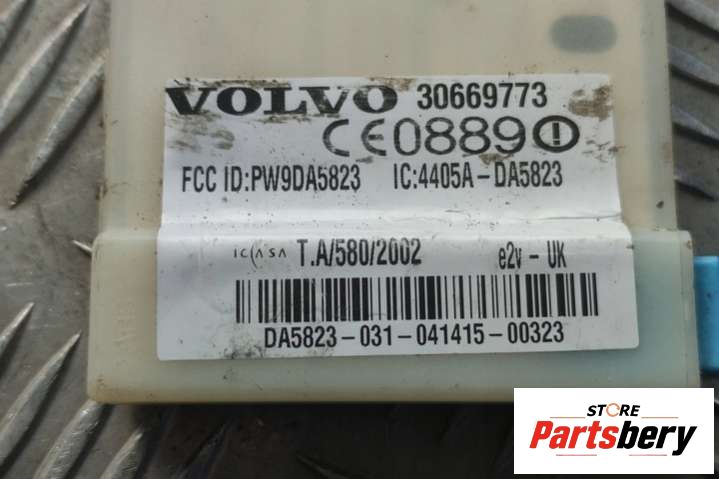 VOLVO 30669773
CE0889
FCC ID:PW9DA5823 IC:4405A-DA5823
ICASA T.A/580/2002 e2v - UK
DA5823-031-041415-00323
STORE
Partsbery